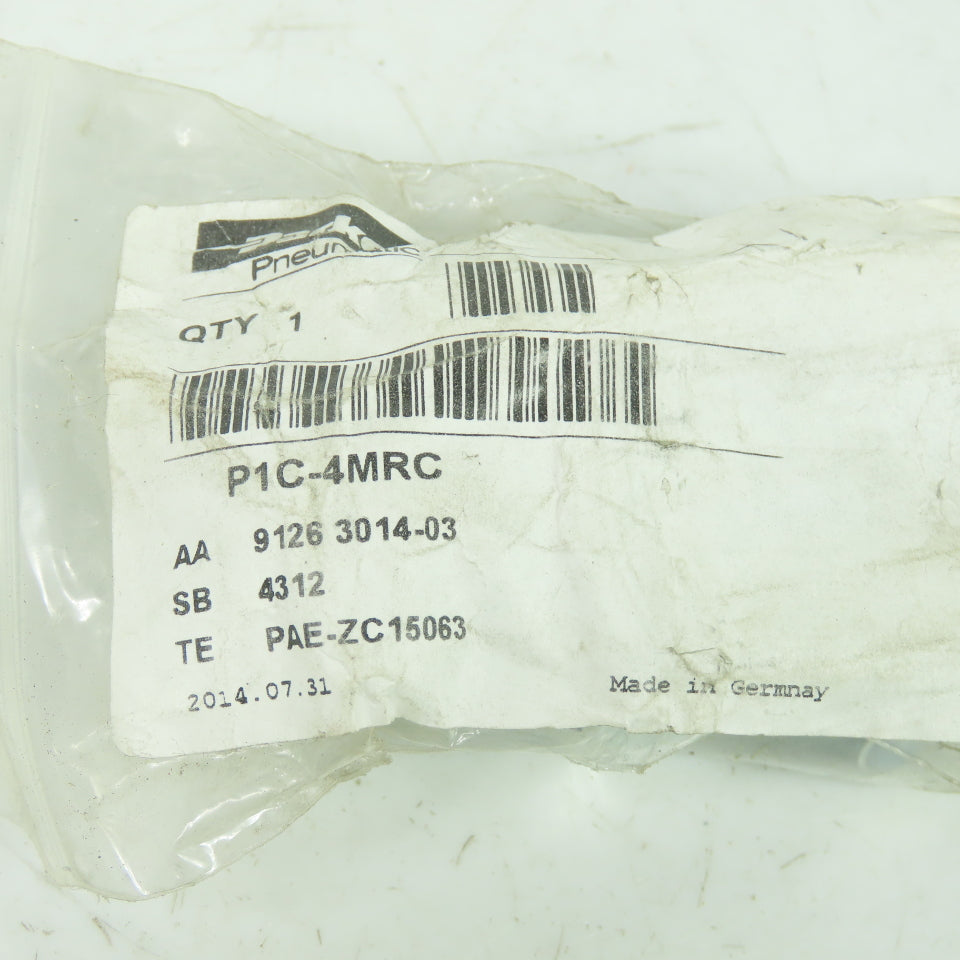 QTY 1
P1C-4MRC
AA 9126 3014-03
SB 4312
TE PAE-ZC15063
2014.07.31
Made in Germnay